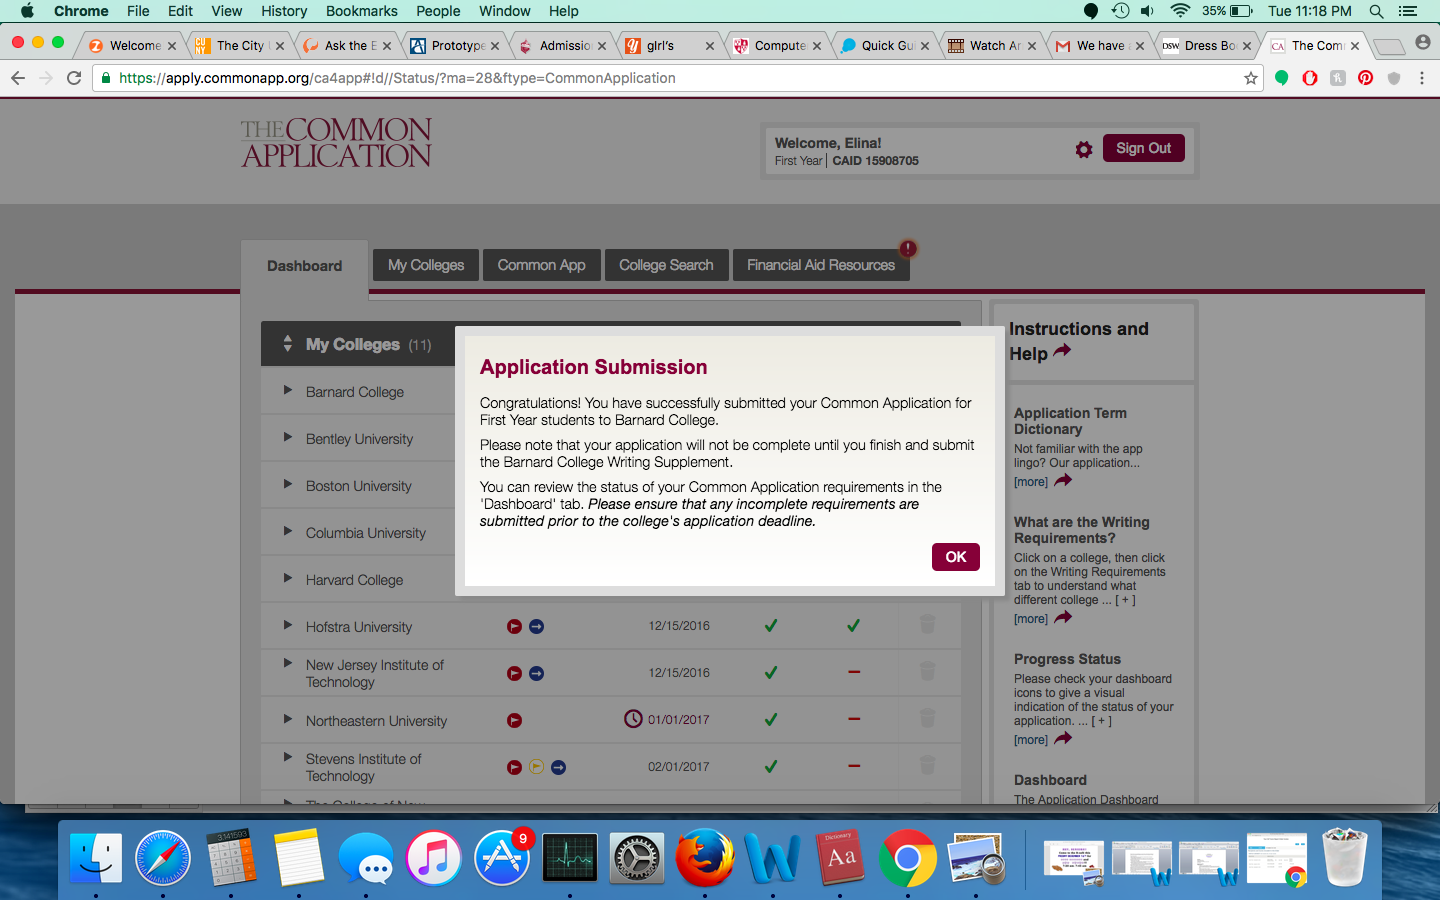 Chrome File Edit View History Bookmarks People Window Help 35% Tue 11:18 PM
Welcome The City Ask the E Prototype Admission glrl's Compute Quick Gu Watch Ar We have a Dress Bo The Com
https://apply.commonapp.org/ca4app#!d//Status/?ma=28&ftype=CommonApplication
THE COMMON
APPLICATION
Welcome, Elina!
First Year | CAID 15908705
Sign Out
Dashboard My Colleges Common App College Search Financial Aid Resources
My Colleges (11)
Barnard College
Bentley University
Boston University
Columbia University
Harvard College
Hofstra University 12/15/2016
New Jersey Institute of
Technology 12/15/2016
Northeastern University 01/01/2017
Stevens Institute of
Technology 02/01/2017
Application Submission
Congratulations! You have successfully submitted your Common Application for
First Year students to Barnard College.
Please note that your application will not be complete until you finish and submit
the Barnard College Writing Supplement.
You can review the status of your Common Application requirements in the
'Dashboard' tab. Please ensure that any incomplete requirements are
submitted prior to the college's application deadline.
OK
Instructions and
Help
Application Term
Dictionary
Not familiar with the app
lingo? Our application...
[more]
What are the Writing
Requirements?
Click on a college, then click
on the Writing Requirements
tab to understand what
different college ... [ + ]
[more]
Progress Status
Please check your dashboard
icons to give a visual
indication of the status of your
application. ... [ + ]
[more]
Dashboard
The Application Dashboard
3.141593
9
Dictionary
Aa